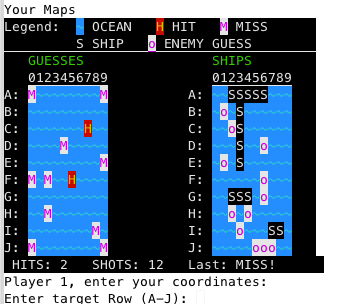 Your Maps
Legend: ~ OCEAN H HIT M MISS
S SHIP o ENEMY GUESS
GUESSES SHIPS
0123456789 0123456789
A: M~~~~~~~~M A: ~~SSSSS~~~
B: ~~~~~~~~~~ B: ~o~S~~~~~~
C: ~~~~~~~H~~ C: ~~oS~~~~~~
D: ~~~~M~~~~~ D: ~~~S~~o~~~
E: ~~~~~~~~~M E: ~o~S~~~~~~
F: M~M~~H~~~~ F: ~~~~~~o~~~
G: ~~~~~~~~~~ G: ~~SSS~o~~~
H: ~~M~~~~~~~ H: ~~o~o~~~~~
I: ~~~~~~~~M~ I: ~~~o~~~SS~
J: M~~~~~~~~M J: ~~~~~ooo~~
HITS: 2 SHOTS: 12 Last: MISS!
Player 1, enter your coordinates:
Enter target Row (A-J):